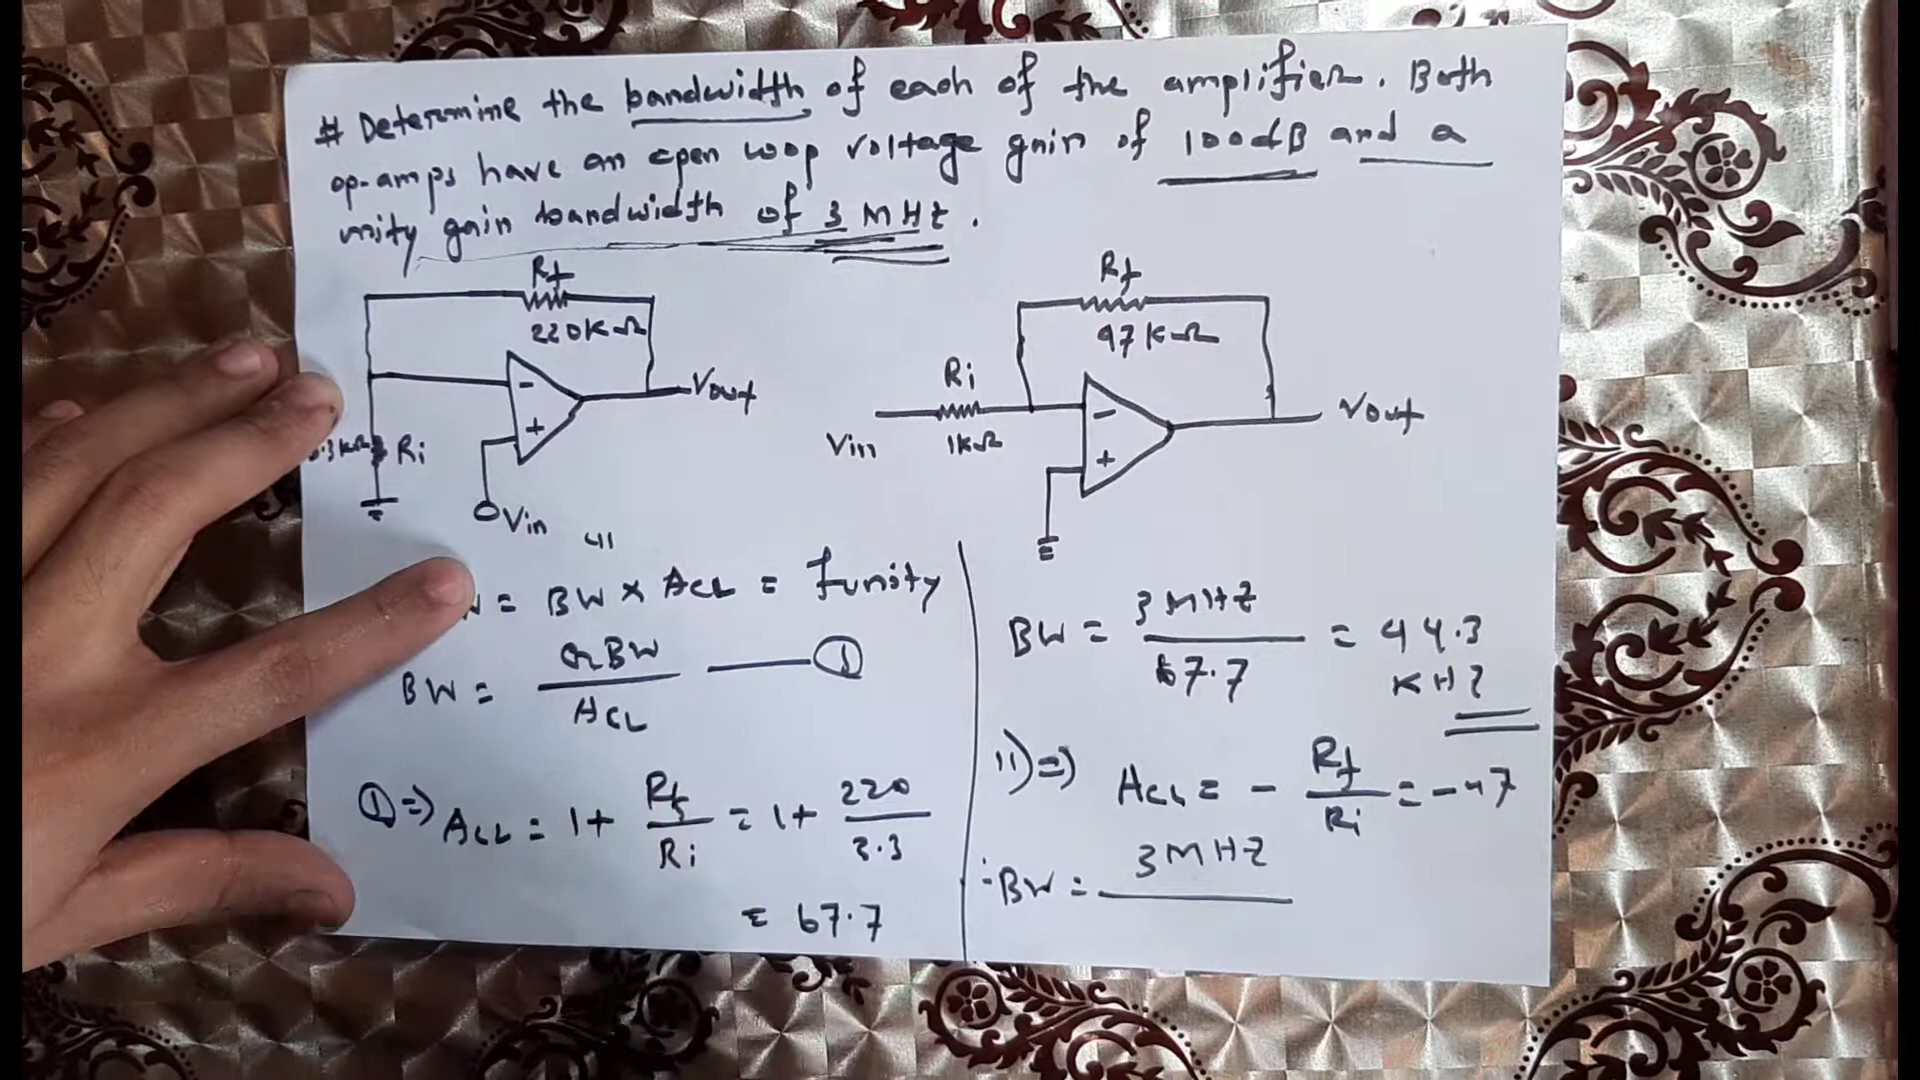 # Determine the bandwidth of each of the amplifier. Both
op-amps have an open loop voltage gain of 100dB and a
unity gain bandwidth of 3 MHz.
Rf
220KΩ
-
+
Vout
.3KΩ Ri
Vin
Rf
47KΩ
Ri
1KΩ
Vin
-
+
Vout
= BW × ACL = funity
BW = GBW / ACL — ①
① ⇒ ACL = 1 + Rf / Ri = 1 + 220 / 3.3
= 67.7
BW = 3MHZ / 67.7 = 44.3
KHZ
11) ⇒ ACL = - Rf / Ri = -47
∴ BW = 3MHZ